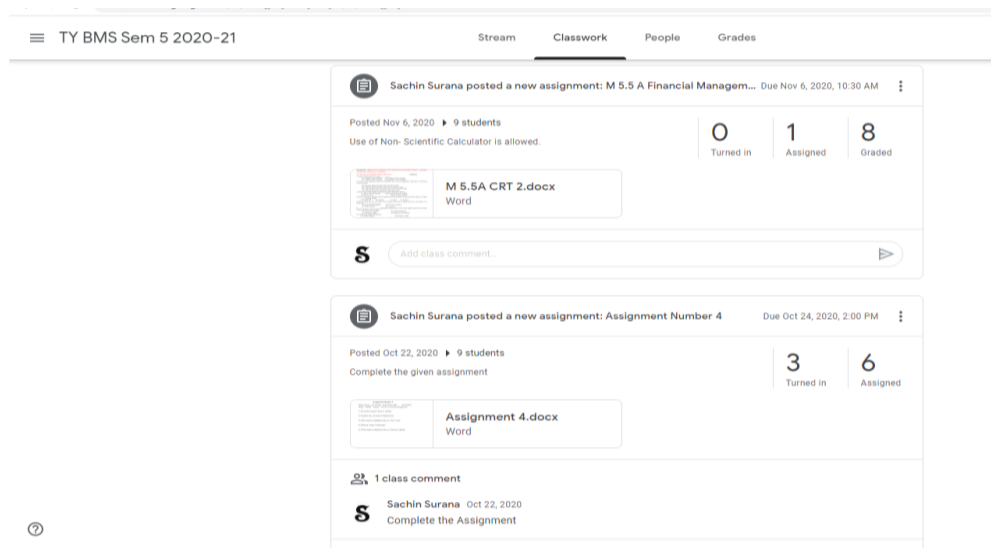 TY BMS Sem 5 2020-21
Stream Classwork People Grades
Sachin Surana posted a new assignment: M 5.5 A Financial Managem... Due Nov 6, 2020, 10:30 AM
Posted Nov 6, 2020 9 students
Use of Non- Scientific Calculator is allowed.
0 1 8
Turned in Assigned Graded
M 5.5A CRT 2.docx
Word
S
Add class comment...
Sachin Surana posted a new assignment: Assignment Number 4 Due Oct 24, 2020, 2:00 PM
Posted Oct 22, 2020 9 students
Complete the given assignment
3 6
Turned in Assigned
Assignment 4.docx
Word
1 class comment
S
Sachin Surana Oct 22, 2020
Complete the Assignment